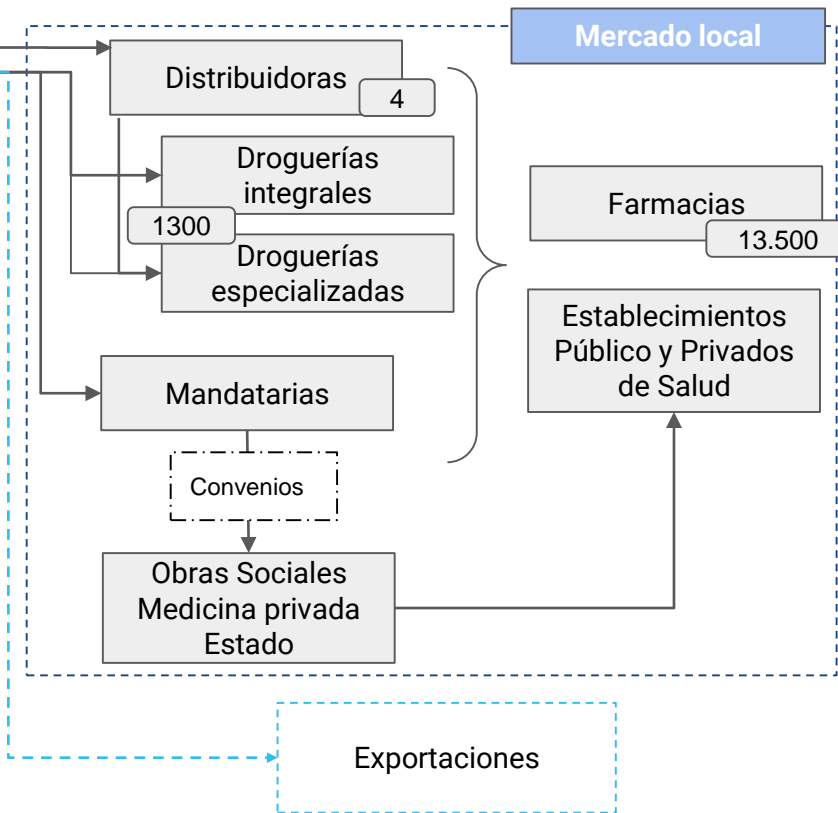 Mercado local
Distribuidoras
4
Droguerías
integrales
1300
Droguerías
especializadas
Farmacias
13.500
Establecimientos
Público y Privados
de Salud
Mandatarias
Convenios
Obras Sociales
Medicina privada
Estado
Exportaciones